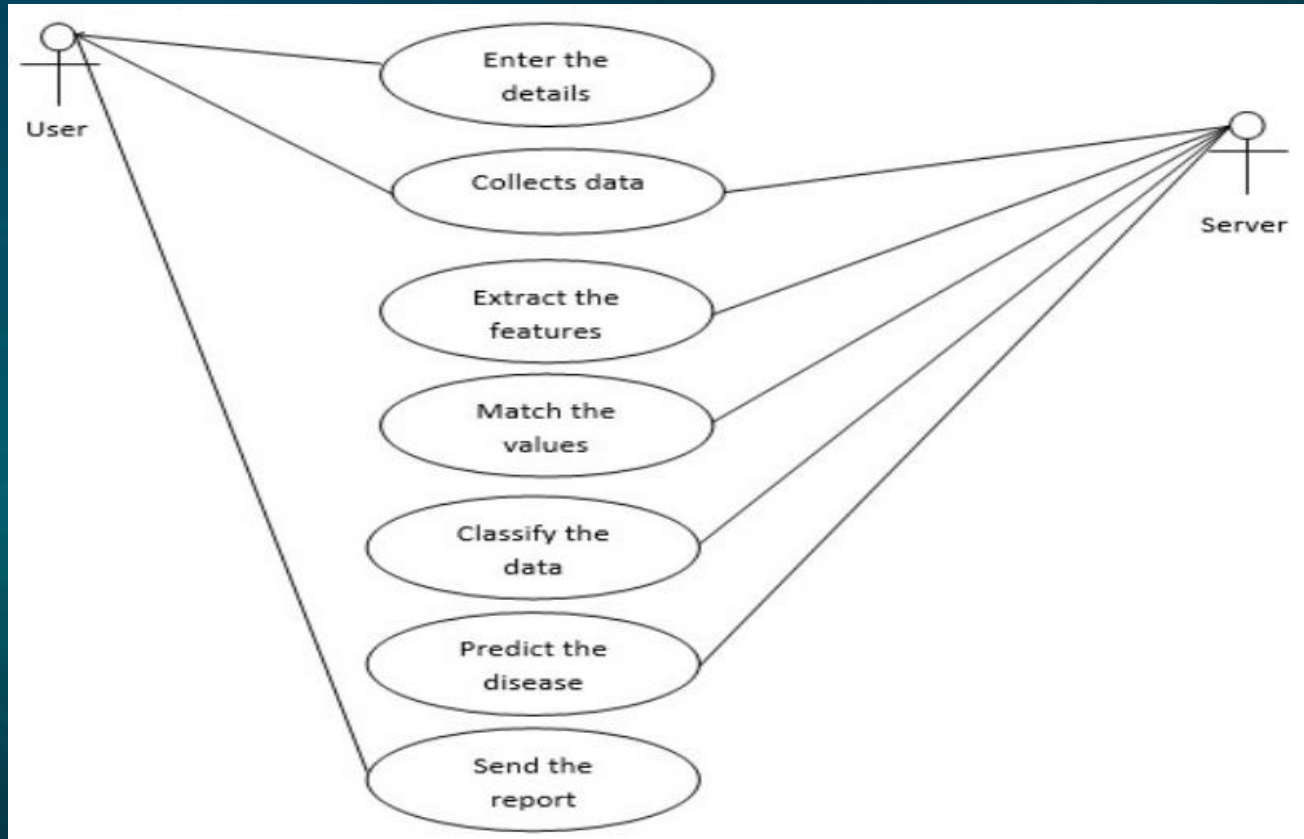 Enter the
details
User
Collects data
Server
Extract the
features
Match the
values
Classify the
data
Predict the
disease
Send the
report